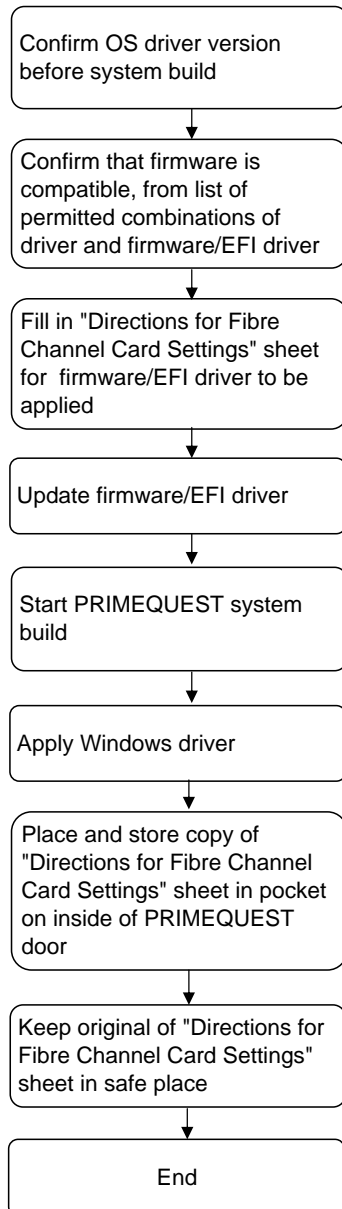 Confirm OS driver version
before system build
Confirm that firmware is
compatible, from list of
permitted combinations of
driver and firmware/EFI driver
Fill in "Directions for Fibre
Channel Card Settings" sheet
for firmware/EFI driver to be
applied
Update firmware/EFI driver
Start PRIMEQUEST system
build
Apply Windows driver
Place and store copy of
"Directions for Fibre Channel
Card Settings" sheet in pocket
on inside of PRIMEQUEST
door
Keep original of "Directions for
Fibre Channel Card Settings"
sheet in safe place
End